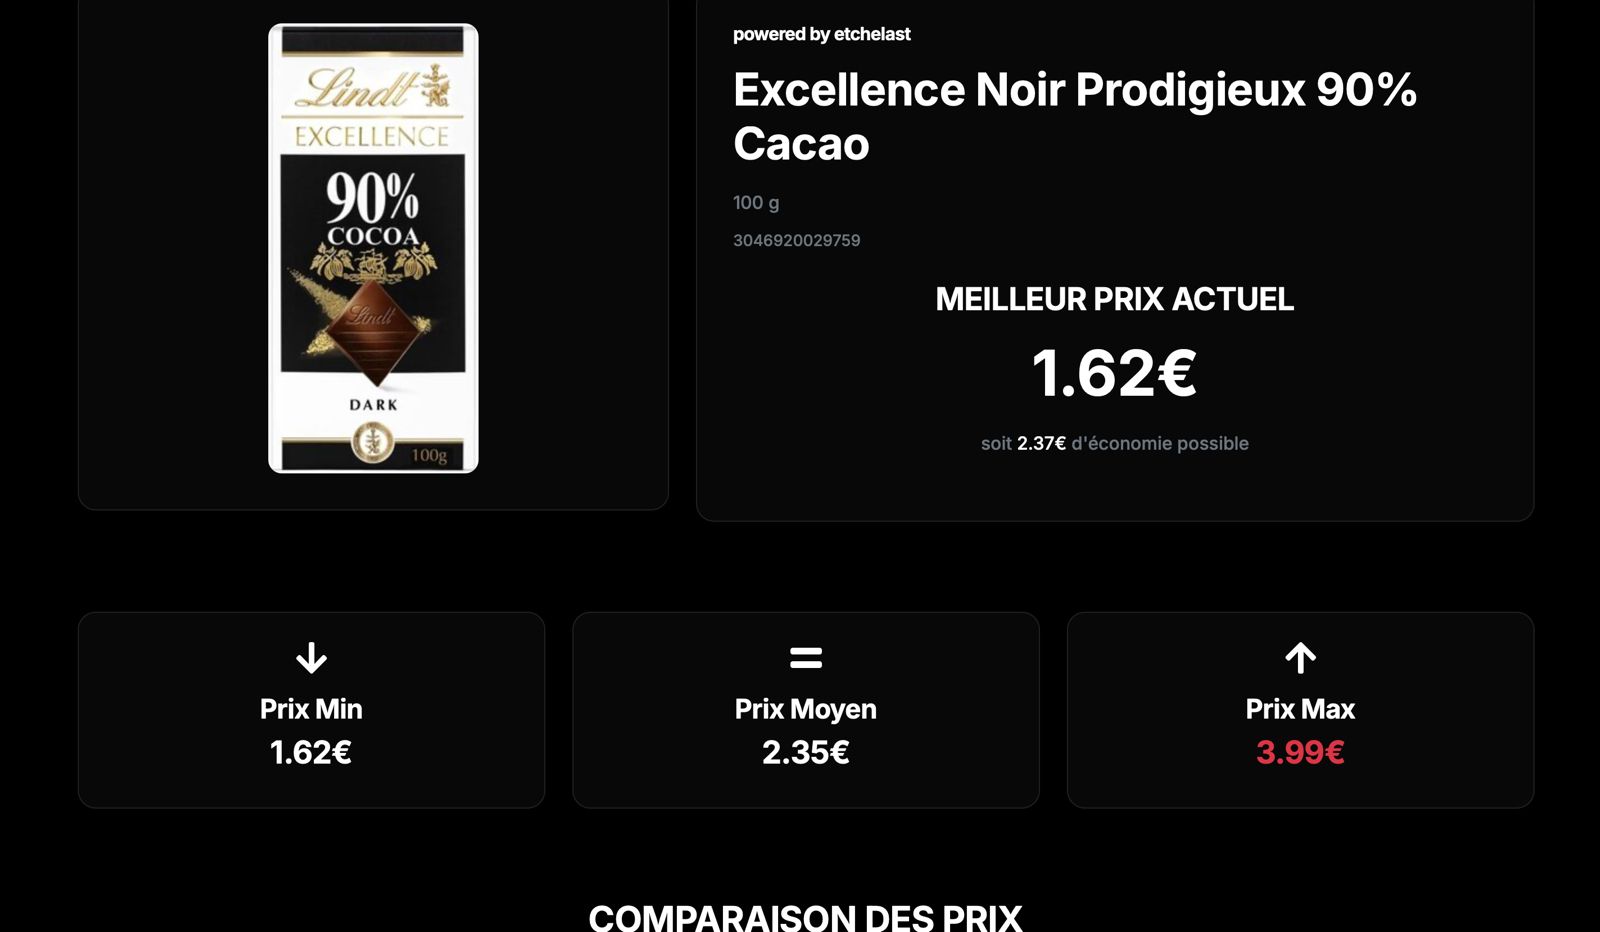 Lindt
EXCELLENCE
90%
COCOA
Lindt
DARK
100g
powered by etchelast
Excellence Noir Prodigieux 90%
Cacao
100 g
3046920029759
MEILLEUR PRIX ACTUEL
1.62€
soit 2.37€ d'économie possible
Prix Min
1.62€
Prix Moyen
2.35€
Prix Max
3.99€
COMPARAISON DES PRIX